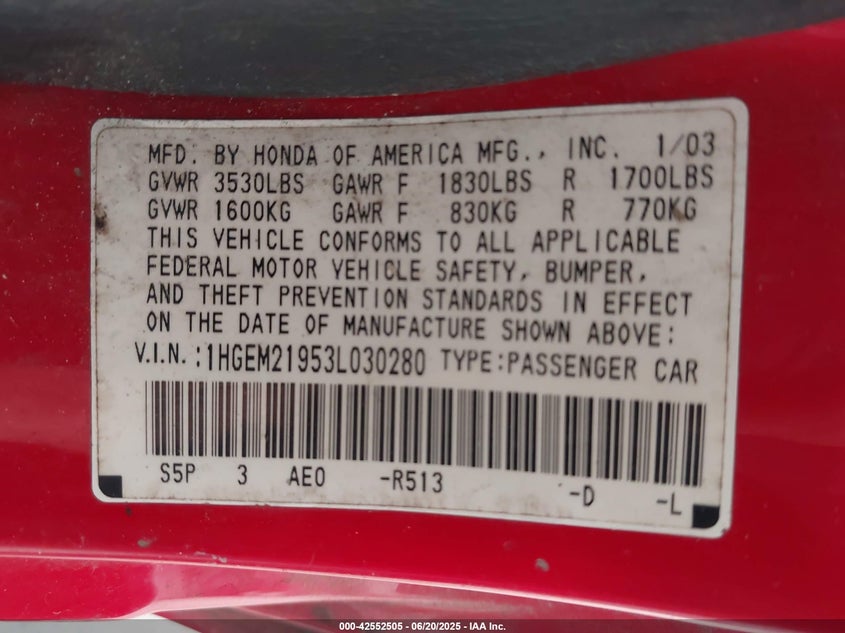 MFD. BY HONDA OF AMERICA MFG., INC. 1/03
GVWR 3530LBS GAWR F 1830LBS R 1700LBS
GVWR 1600KG GAWR F 830KG R 770KG
THIS VEHICLE CONFORMS TO ALL APPLICABLE
FEDERAL MOTOR VEHICLE SAFETY, BUMPER,
AND THEFT PREVENTION STANDARDS IN EFFECT
ON THE DATE OF MANUFACTURE SHOWN ABOVE:
V.I.N.:1HGEM21953L030280 TYPE:PASSENGER CAR
S5P 3 AE0 -R513 -D -L
000-42552505 - 06/20/2025 - IAA Inc.